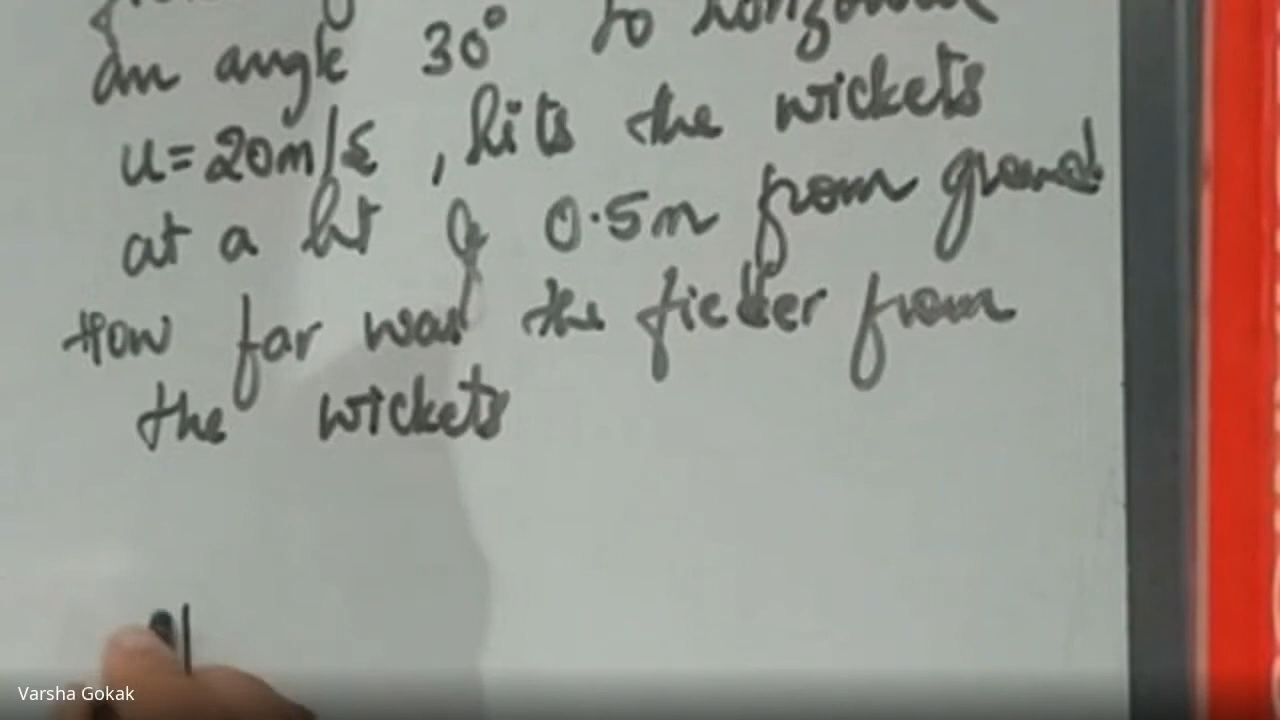 an angle 30° to horizontal
u=20m/s , hits the wickets
at a ht of 0.5m from ground
How far was the fielder from
the wickets
Varsha Gokak